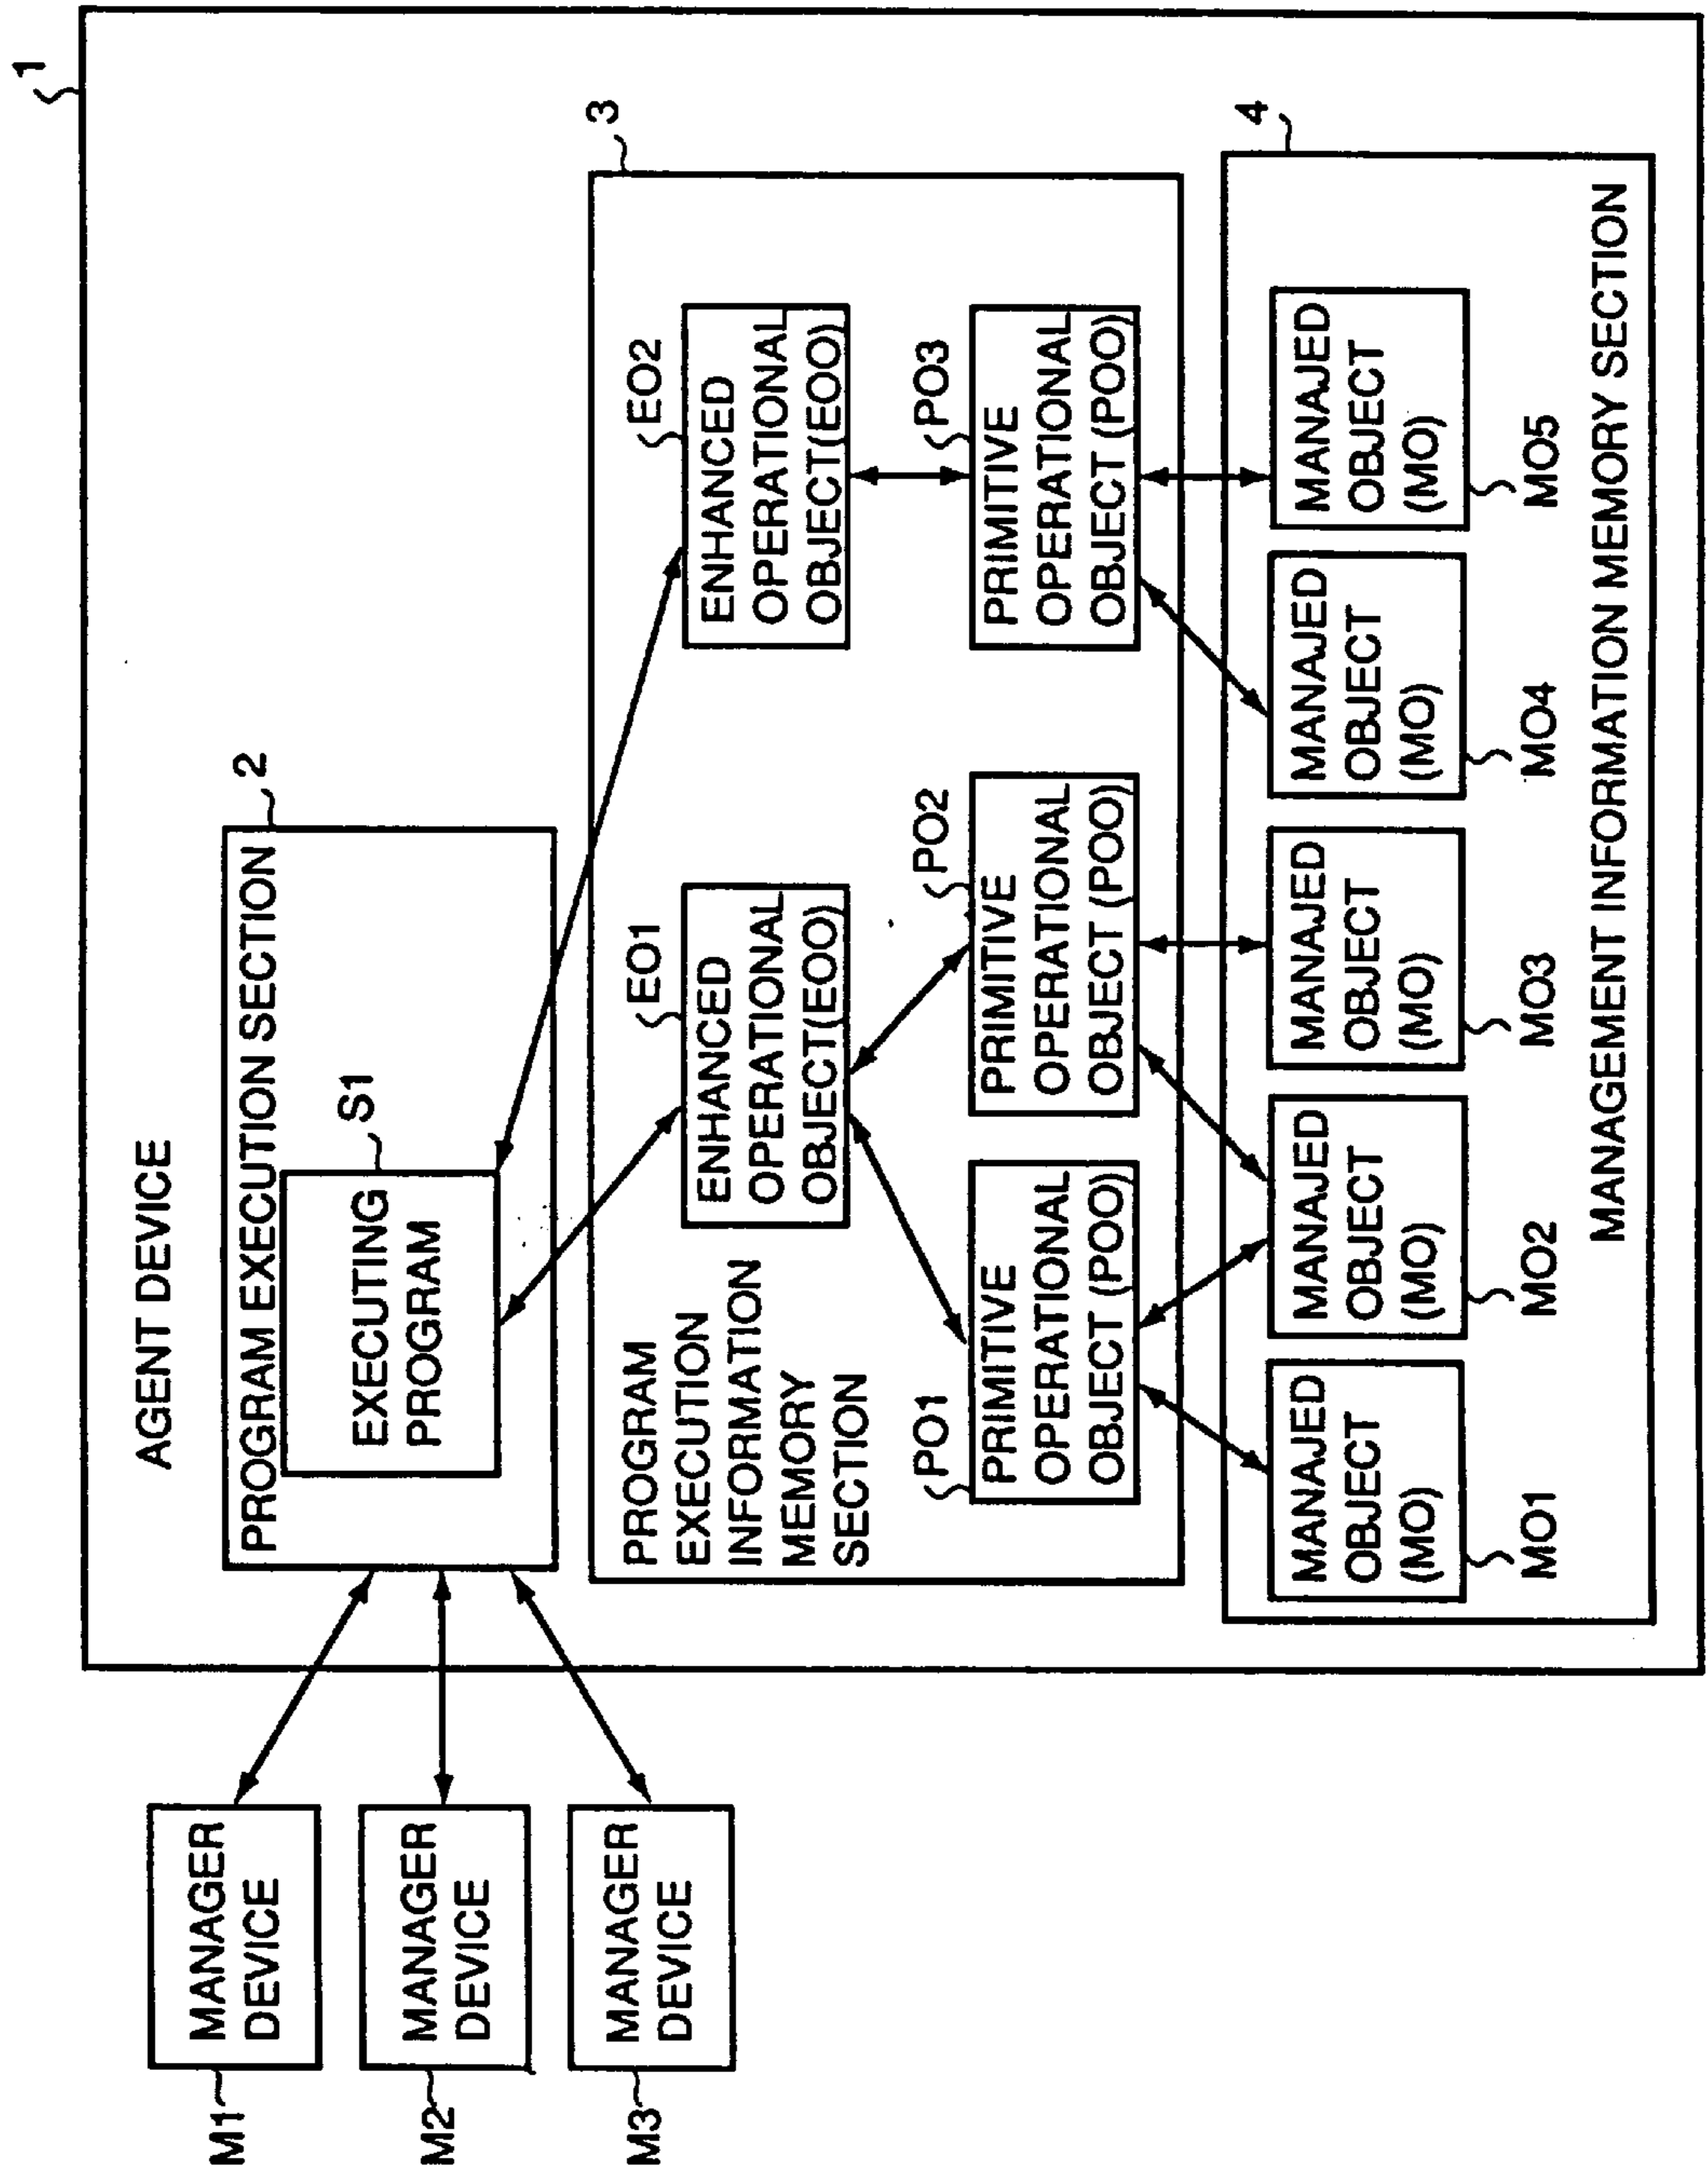 1
AGENT DEVICE
2
PROGRAM EXECUTION SECTION
S1
EXECUTING
PROGRAM
MANAGER
DEVICE
M1
MANAGER
DEVICE
M2
MANAGER
DEVICE
M3
3
PROGRAM
EXECUTION
INFORMATION
MEMORY
SECTION
EO1
ENHANCED
OPERATIONAL
OBJECT(EOO)
EO2
ENHANCED
OPERATIONAL
OBJECT(EOO)
PO1
PRIMITIVE
OPERATIONAL
OBJECT (POO)
PO2
PRIMITIVE
OPERATIONAL
OBJECT (POO)
PO3
PRIMITIVE
OPERATIONAL
OBJECT (POO)
4
MANAJED
OBJECT
(MO)
MO1
MANAJED
OBJECT
(MO)
MO2
MANAJED
OBJECT
(MO)
MO3
MANAJED
OBJECT
(MO)
MO4
MANAJED
OBJECT
(MO)
MO5
MANAGEMENT INFORMATION MEMORY SECTION